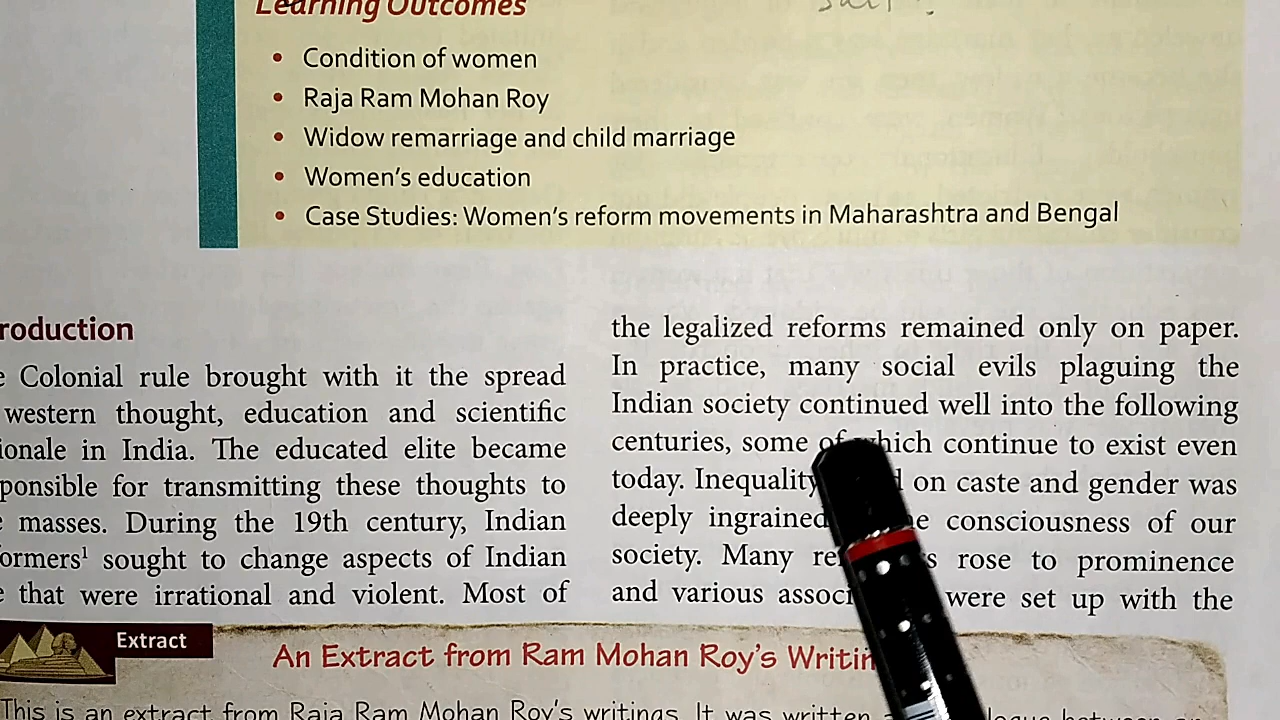 Learning Outcomes
• Condition of women
• Raja Ram Mohan Roy
• Widow remarriage and child marriage
• Women's education
• Case Studies: Women's reform movements in Maharashtra and Bengal
roduction
e Colonial rule brought with it the spread
western thought, education and scientific
ionale in India. The educated elite became
ponsible for transmitting these thoughts to
e masses. During the 19th century, Indian
ormers¹ sought to change aspects of Indian
e that were irrational and violent. Most of
the legalized reforms remained only on paper.
In practice, many social evils plaguing the
Indian society continued well into the following
centuries, some of which continue to exist even
today. Inequality on caste and gender was
deeply ingrained consciousness of our
society. Many rose to prominence
and various were set up with the
Extract
An Extract from Ram Mohan Roy's
This is an extract from Raja Ram Mohan Roy's writings. It was written